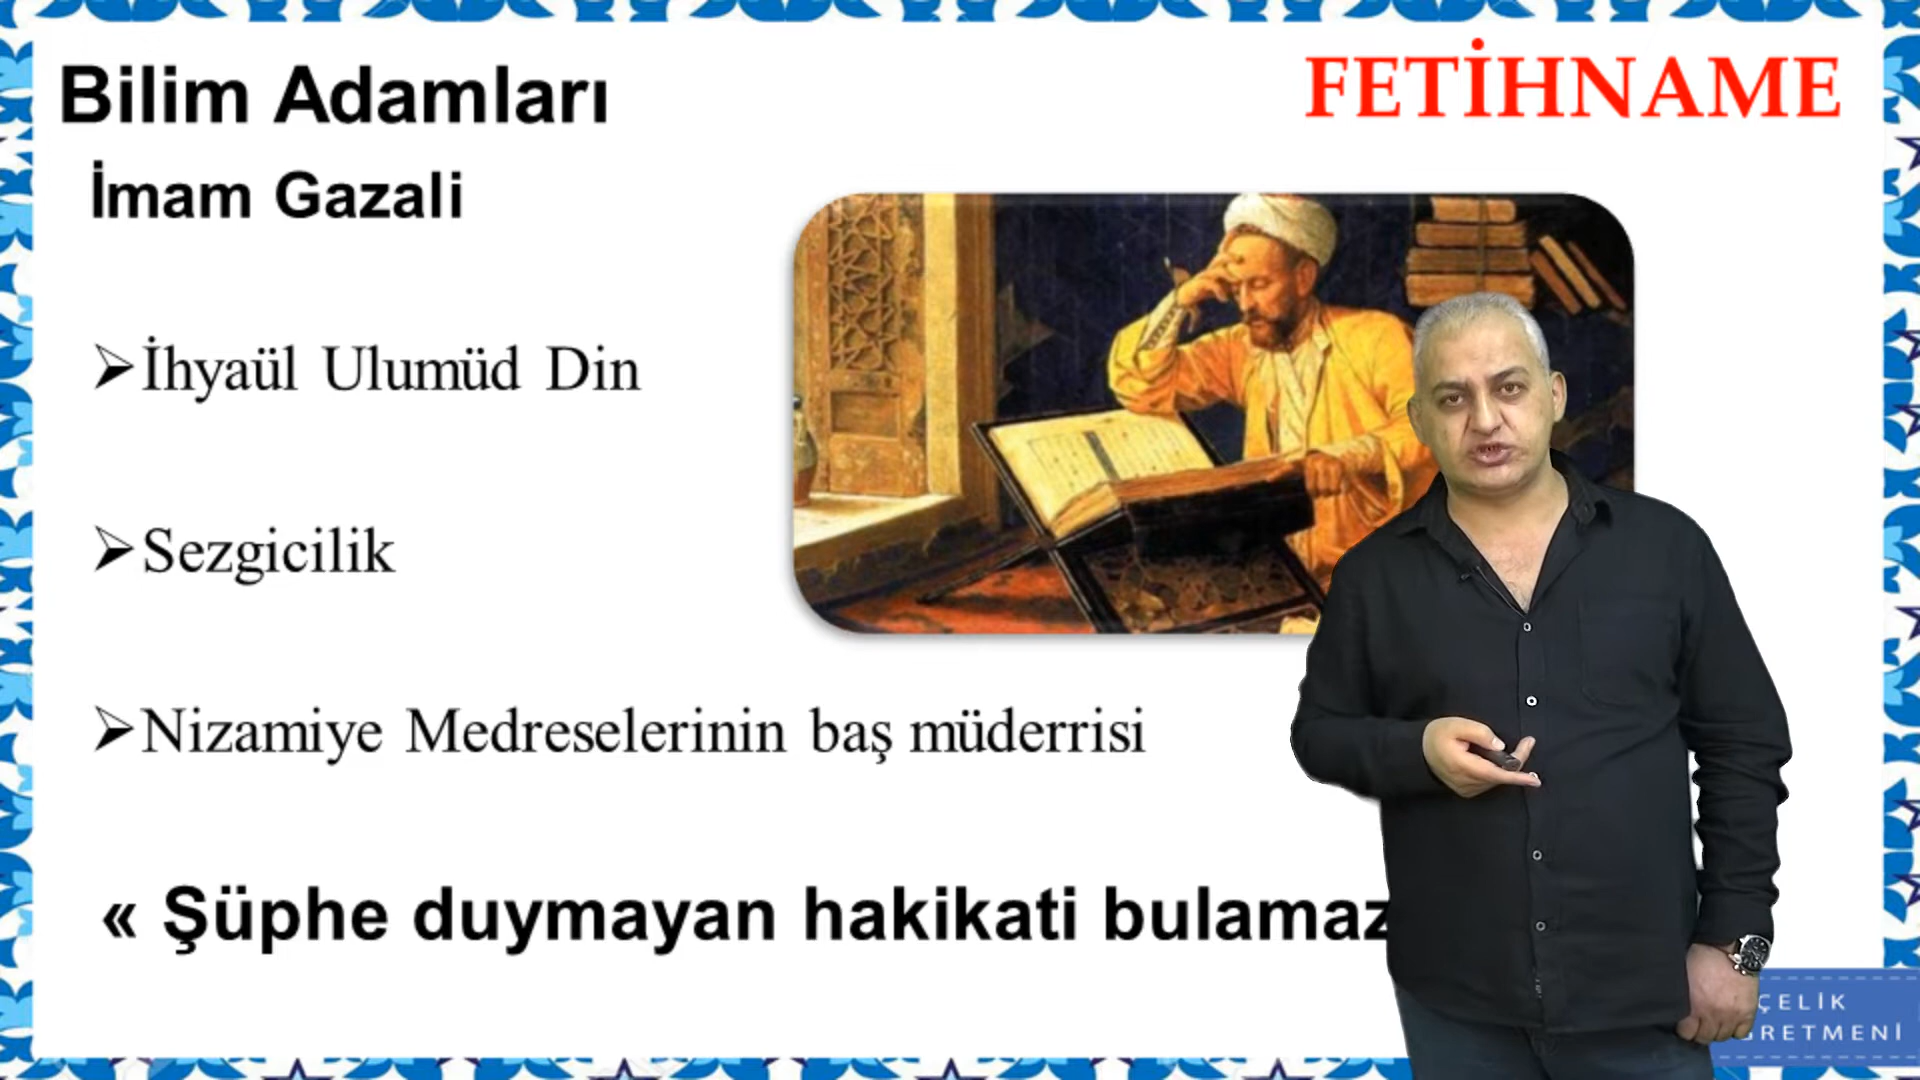 Bilim Adamları
FETİHNAME
İmam Gazali
İhyaül Ulumüd Din
Sezgicilik
Nizamiye Medreselerinin baş müderrisi
« Şüphe duymayan hakikati bulamaz
ÇELİK